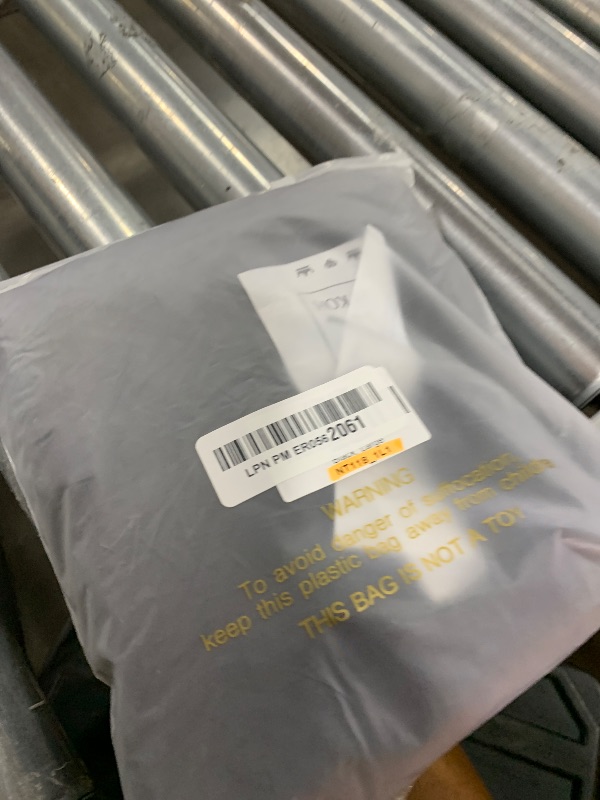 LPN PM ER0562061
NT11B_1L1
WARNING
To avoid danger of suffocation,
keep this plastic bag away from
THIS BAG IS NOT A TOY